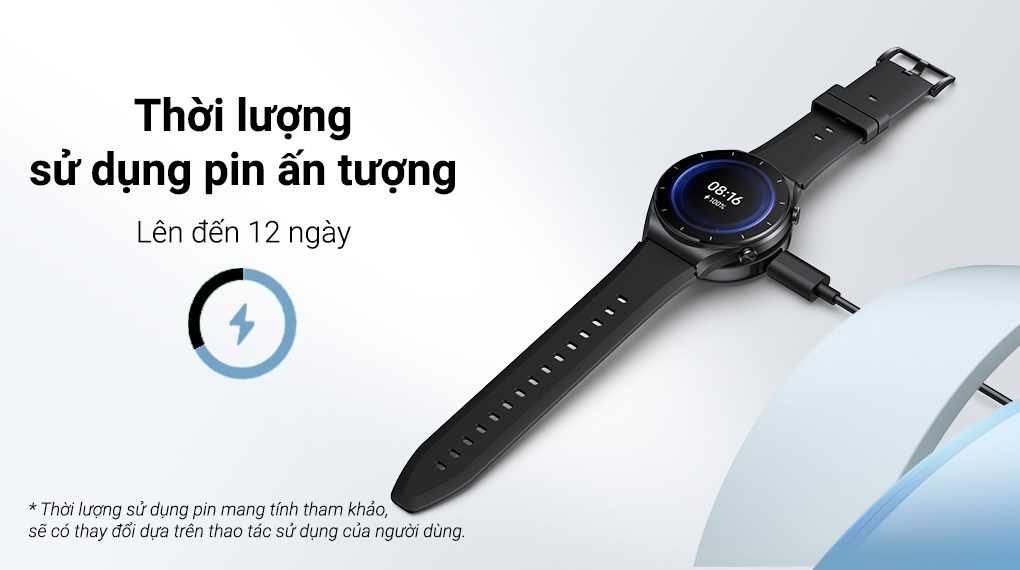 Thời lượng
sử dụng pin ấn tượng
Lên đến 12 ngày
08:16
100%
* Thời lượng sử dụng pin mang tính tham khảo,
sẽ có thay đổi dựa trên thao tác sử dụng của người dùng.